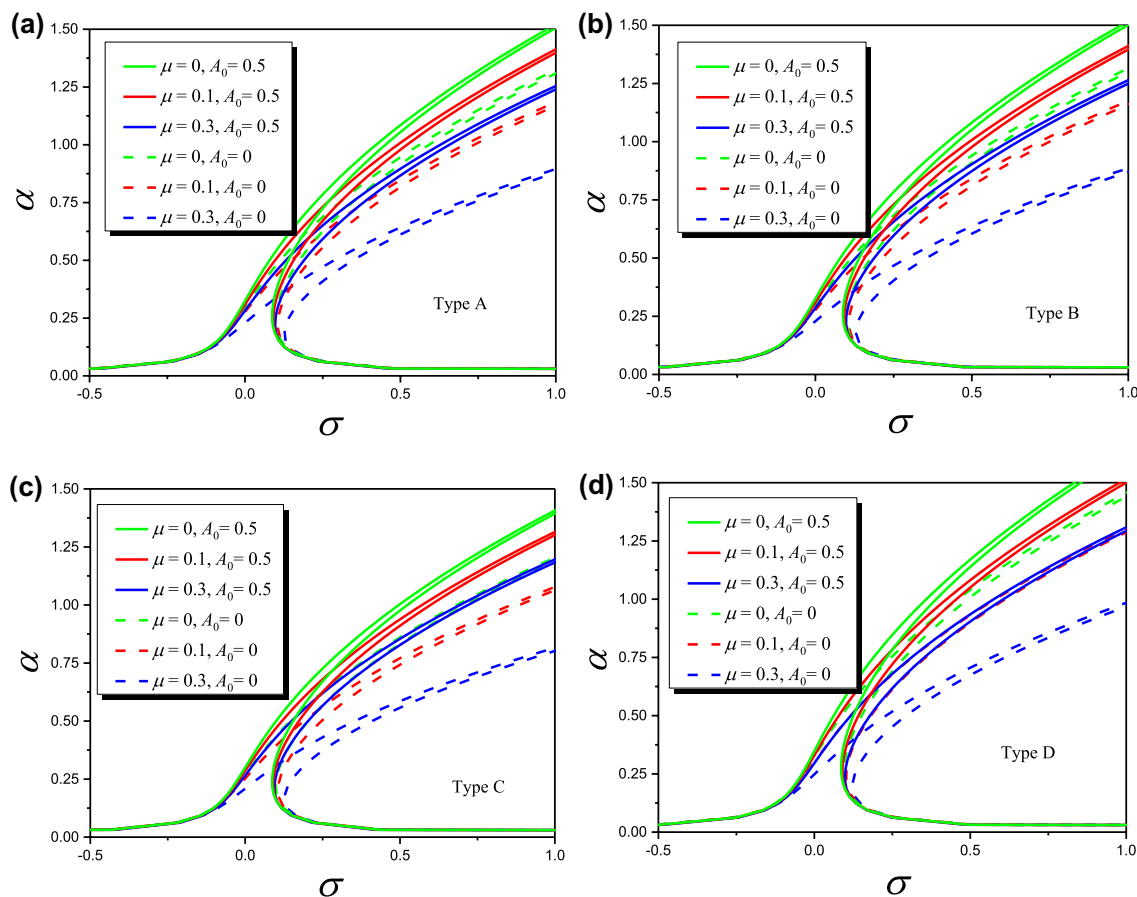 (a)
1.50
1.25
1.00
0.75
0.50
0.25
0.00
α
μ = 0, A0= 0.5
μ = 0.1, A0= 0.5
μ = 0.3, A0= 0.5
μ = 0, A0= 0
μ = 0.1, A0= 0
μ = 0.3, A0= 0
Type A
-0.5
0.0
0.5
1.0
σ
(b)
1.50
1.25
1.00
0.75
0.50
0.25
0.00
α
μ = 0, A0= 0.5
μ = 0.1, A0= 0.5
μ = 0.3, A0= 0.5
μ = 0, A0= 0
μ = 0.1, A0= 0
μ = 0.3, A0= 0
Type B
-0.5
0.0
0.5
1.0
σ
(c)
1.50
1.25
1.00
0.75
0.50
0.25
0.00
α
μ = 0, A0= 0.5
μ = 0.1, A0= 0.5
μ = 0.3, A0= 0.5
μ = 0, A0= 0
μ = 0.1, A0= 0
μ = 0.3, A0= 0
Type C
-0.5
0.0
0.5
1.0
σ
(d)
1.50
1.25
1.00
0.75
0.50
0.25
0.00
α
μ = 0, A0= 0.5
μ = 0.1, A0= 0.5
μ = 0.3, A0= 0.5
μ = 0, A0= 0
μ = 0.1, A0= 0
μ = 0.3, A0= 0
Type D
-0.5
0.0
0.5
1.0
σ